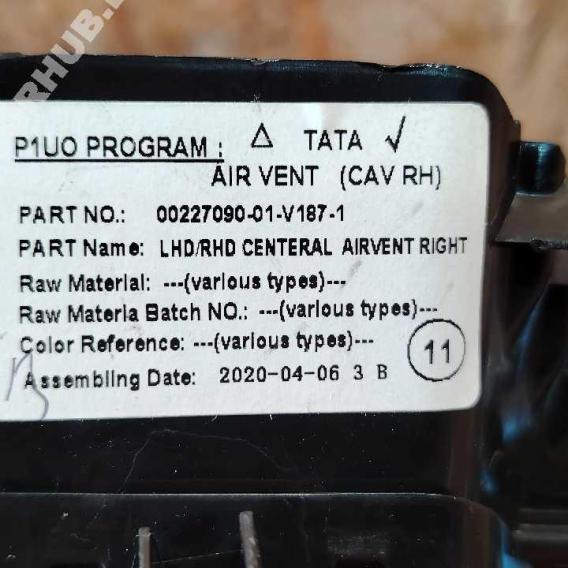 RHUB.
P1UO PROGRAM : △ TATA √
AIR VENT (CAV RH)
PART NO.: 00227090-01-V187-1
PART Name: LHD/RHD CENTERAL AIRVENT RIGHT
Raw Material: ---(various types)---
Raw Materia Batch NO.: ---(various types)---
Color Reference: ---(various types)---
11
Assembling Date: 2020-04-06 3 B